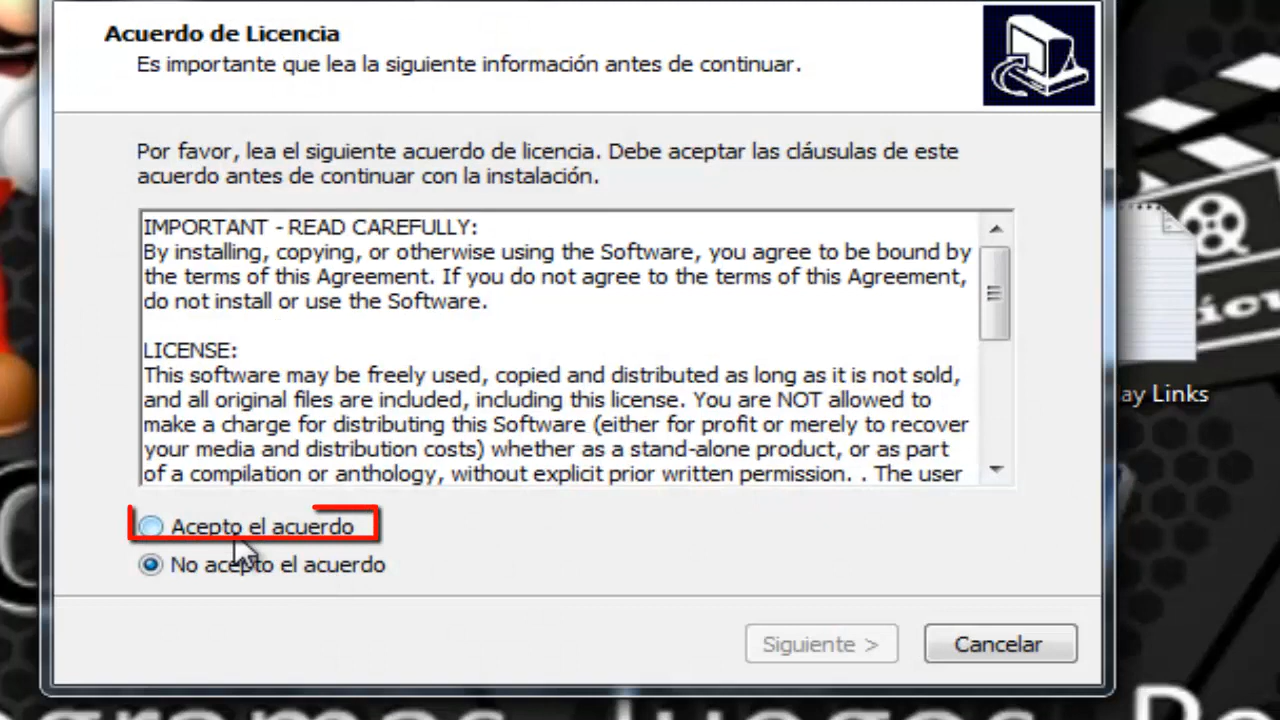 Acuerdo de Licencia
Es importante que lea la siguiente información antes de continuar.
Por favor, lea el siguiente acuerdo de licencia. Debe aceptar las cláusulas de este
acuerdo antes de continuar con la instalación.
IMPORTANT - READ CAREFULLY:
By installing, copying, or otherwise using the Software, you agree to be bound by
the terms of this Agreement. If you do not agree to the terms of this Agreement,
do not install or use the Software.
LICENSE:
This software may be freely used, copied and distributed as long as it is not sold,
and all original files are included, including this license. You are NOT allowed to
make a charge for distributing this Software (either for profit or merely to recover
your media and distribution costs) whether as a stand-alone product, or as part
of a compilation or anthology, without explicit prior written permission. . The user
ay Links
Acepto el acuerdo
No acepto el acuerdo
Siguiente >
Cancelar